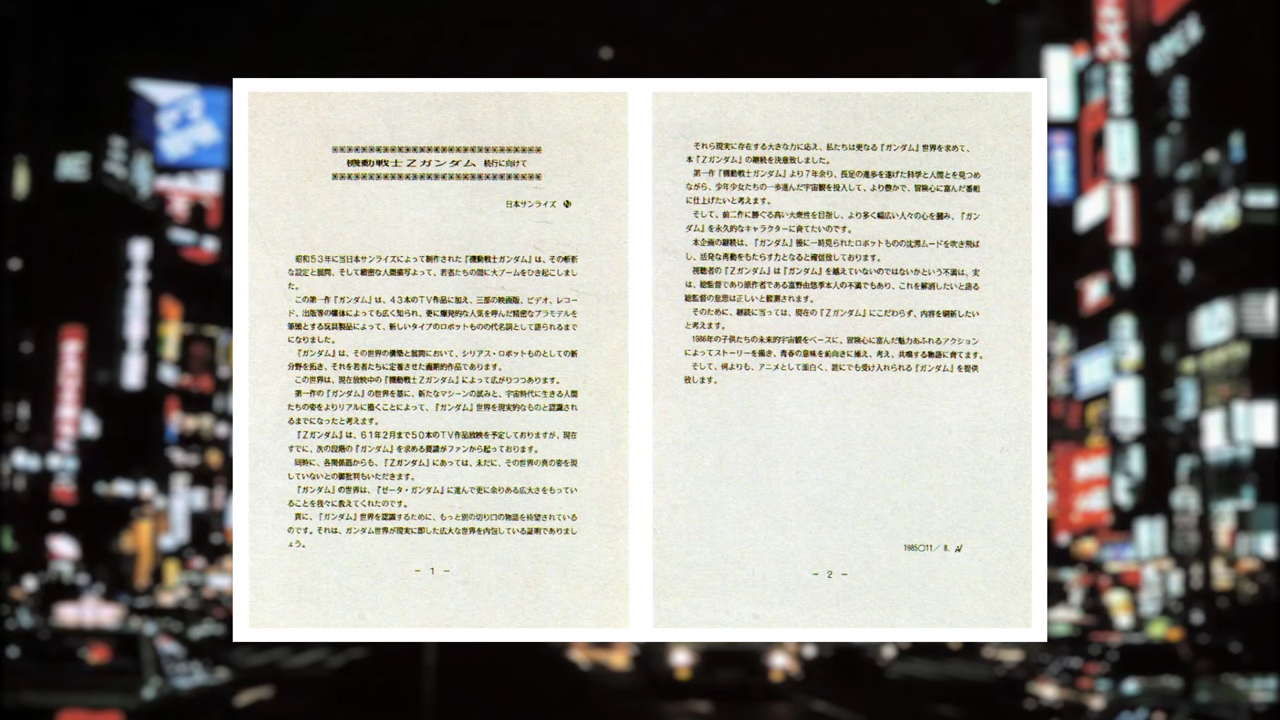 機動戦士Zガンダム 続行に向けて
日本サンライズ
昭和53年に当日本サンライズによって制作された『機動戦士ガンダム』は、その斬新
な設定と展開、そして緻密な人間描写よって、若者たちの間に大ブームをひき起こしまし
た。
この第一作『ガンダム』は、43本のTV作品に加え、三部の映画版、ビデオ、レコー
ド、出版等の媒体によっても広く知られ、更に爆発的な人気を呼んだ精密なプラモデルを
筆頭とする玩具製品によって、新しいタイプのロボットものの代名詞として語られるまで
になりました。
『ガンダム』は、その世界の構築と展開において、シリアス・ロボットものとしての新
分野を拓き、それを若者たちに定着させた画期的作品であります。
この世界は、現在放映中の『機動戦士Zガンダム』によって広がりつつあります。
第一作の『ガンダム』の世界を基に、新たなマシーンの試みと、宇宙時代に生きる人間
たちの姿をよりリアルに描くことによって、『ガンダム』世界を現実的なものと認識され
るまでになったと考えます。
『Zガンダム』は、61年2月まで50本のTV作品放映を予定しておりますが、現在
すでに、次の段階の『ガンダム』を求める要請がファンから起っております。
同時に、各関係筋からも、『Zガンダム』にあっては、未だに、その世界の真の姿を現
していないとの御批判もいただきます。
『ガンダム』の世界は、『ゼータ・ガンダム』に進んで更に余りある広大さをもってい
ることを我々に教えてくれたのです。
真に、『ガンダム』世界を認識するために、もっと別の切り口の物語を待望されている
のです。それは、ガンダム世界が現実に即した広大な世界を内包している証明でありまし
ょう。
- 1 -
それら現実に存在する大きな力に応え、私たちは更なる『ガンダム』世界を求めて、
本『Zガンダム』の継続を決意致しました。
第一作『機動戦士ガンダム』より7年余り、長足の進歩を遂げた科学と人間とを見つめ
ながら、少年少女たちの一歩進んだ宇宙観を投入して、より豊かで、冒険心に富んだ番組
に仕上げたいと考えます。
そして、前二作に勝ぐる高い大衆性を目指し、より多く幅広い人々の心を掴み、『ガン
ダム』を永久的なキャラクターに育てたいのです。
本企画の継続は、『ガンダム』後に一時見られたロボットものの沈滞ムードを吹き飛ば
し、活発な再動をもたらす力となると確信致しております。
視聴者の『Zガンダム』は『ガンダム』を越えていないのではないかという不満は、実
は、総監督であり原作者である富野由悠季本人の不満でもあり、これを解消したいと語る
総監督の意思は正しいと観測されます。
そのために、継続に当っては、現在の『Zガンダム』にこだわらず、内容を刷新したい
と考えます。
1986年の子供たちの未来的宇宙観をベースに、冒険心に富んだ魅力あふれるアクション
によってストーリーを描き、青春の意味を前向きに捕え、考え、共鳴する物語に育てます。
そして、何よりも、アニメとして面白く、誰にでも受け入れられる『ガンダム』を提供
致します。
1985○11/ 8.
- 2 -